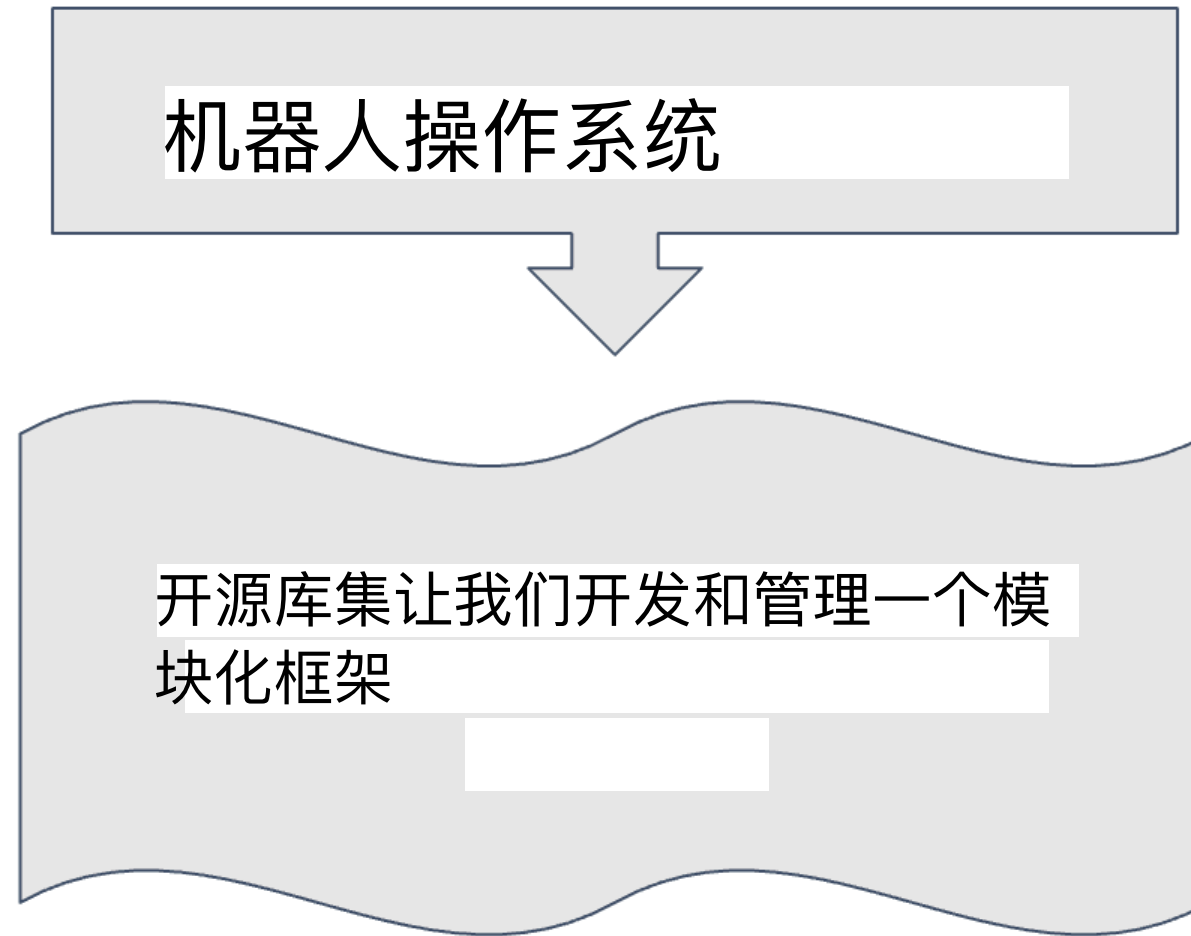 机器人操作系统
开源库集让我们开发和管理一个模
块化框架